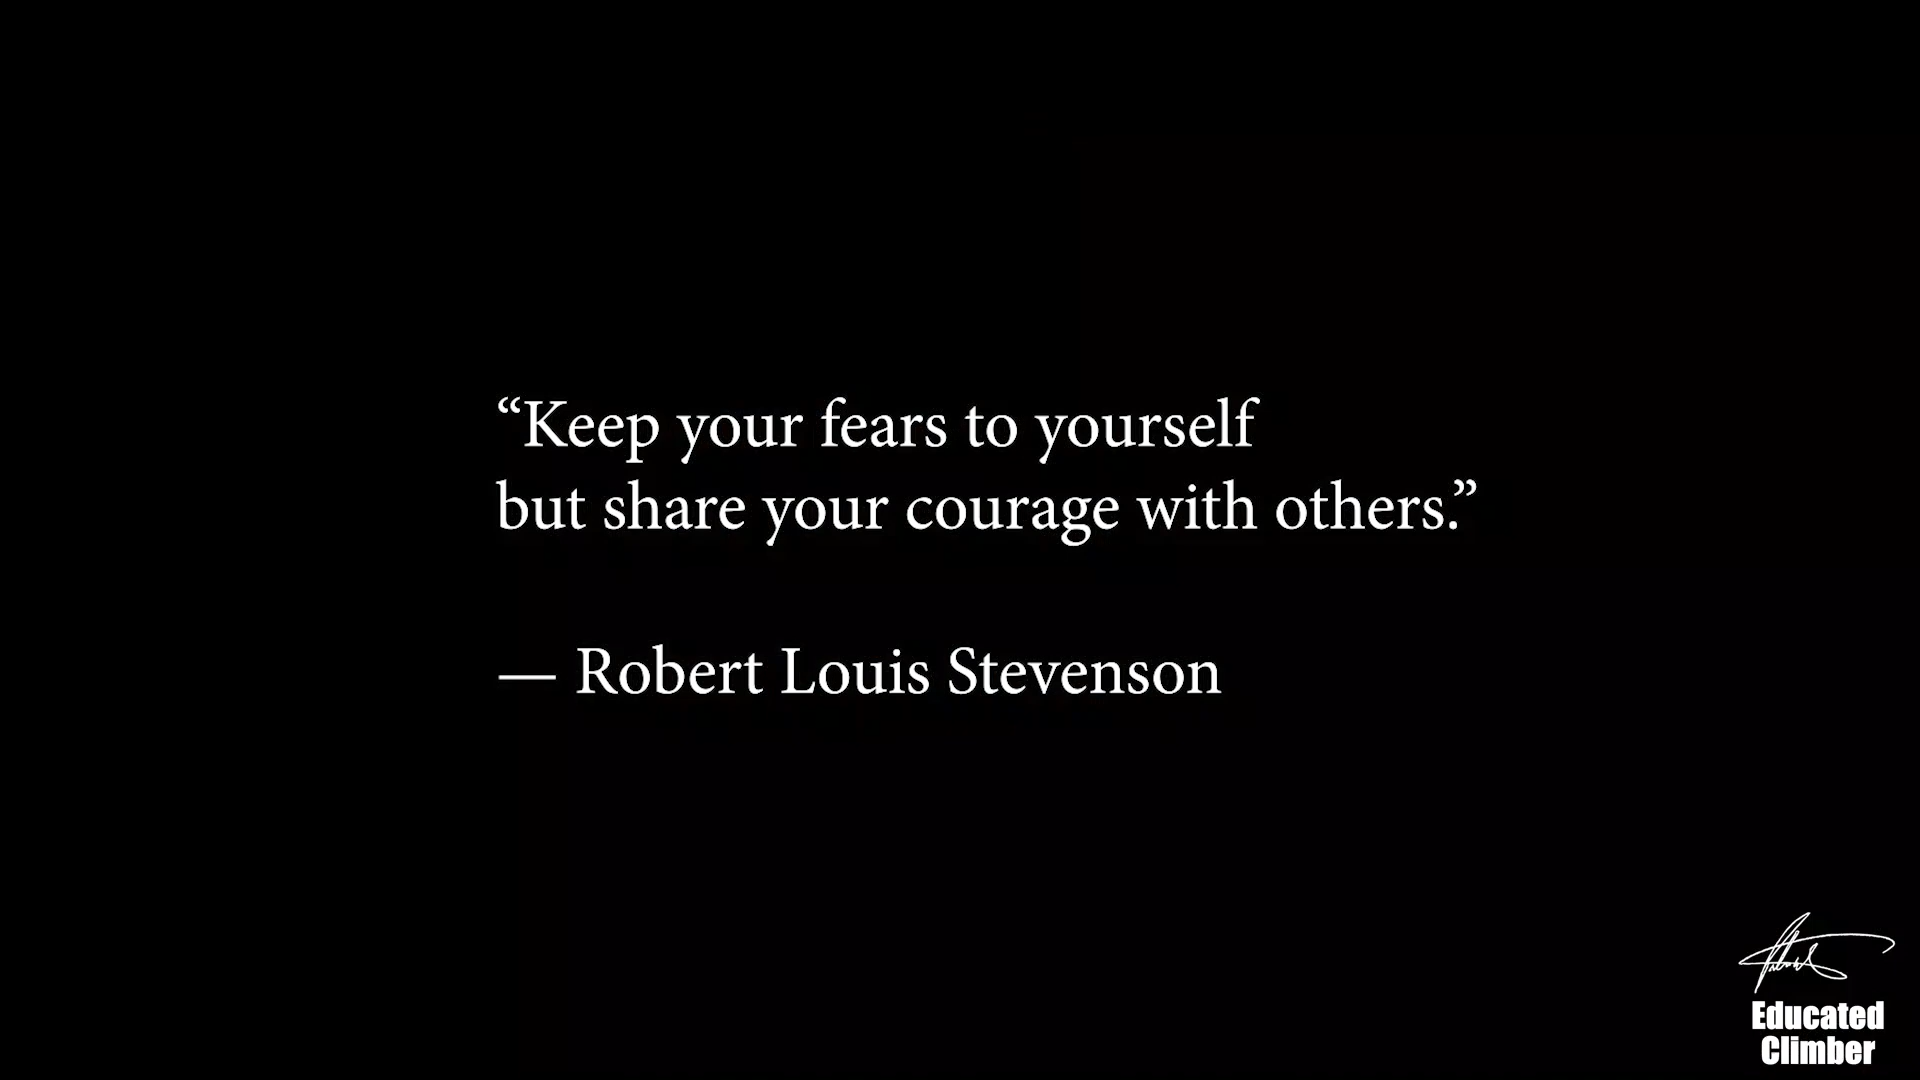 “Keep your fears to yourself
but share your courage with others.”
— Robert Louis Stevenson
Educated
Climber